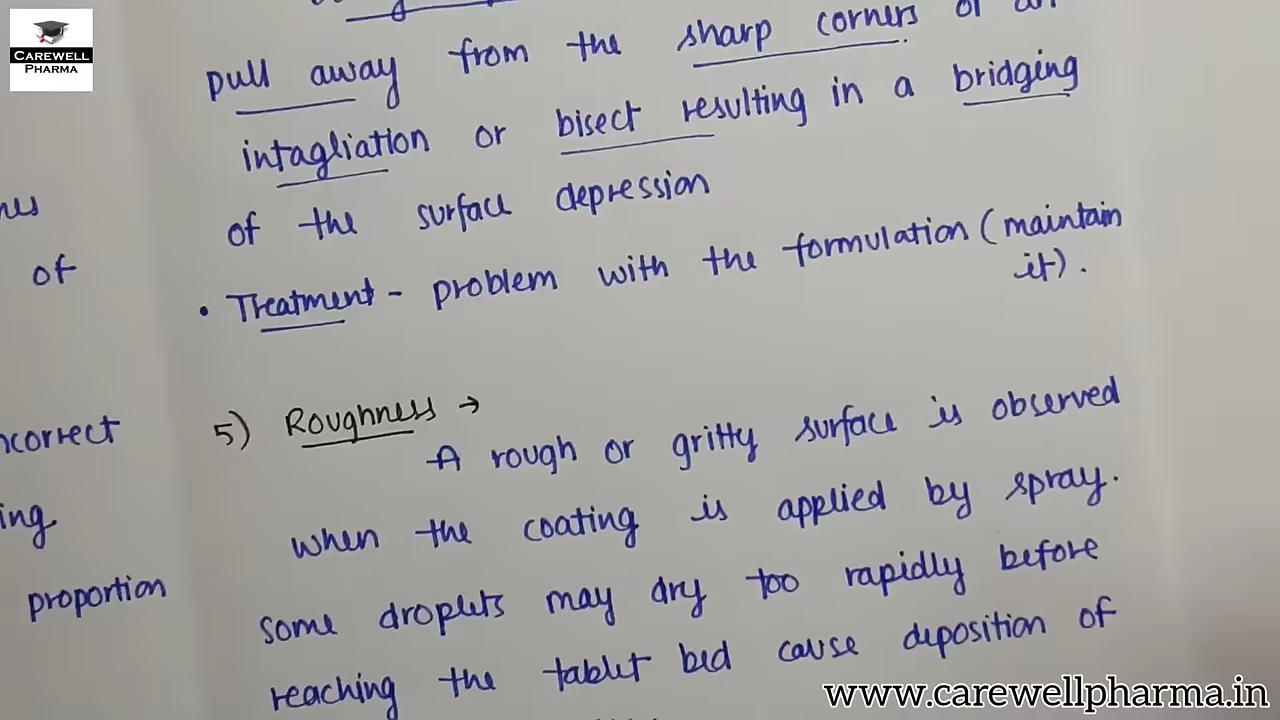 CAREWELL
PHARMA
pull away from the sharp corners of an
intagliation or bisect resulting in a bridging
of the surface depression
• Treatment - problem with the formulation (maintain
it).
5) Roughness →
A rough or gritty surface is observed
when the coating is applied by spray.
some droplets may dry too rapidly before
reaching the tablet bed cause deposition of
of
ing
proportion
www.carewellpharma.in